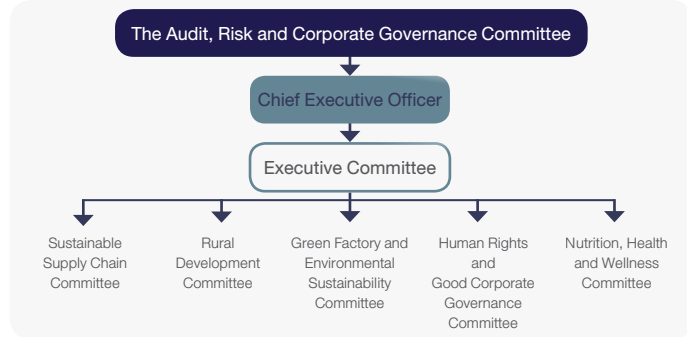 The Audit, Risk and Corporate Governance Committee
Chief Executive Officer
Executive Committee
Sustainable
Supply Chain
Committee
Rural
Development
Committee
Green Factory and
Environmental
Sustainability
Committee
Human Rights
and
Good Corporate
Governance
Committee
Nutrition, Health
and Wellness
Committee